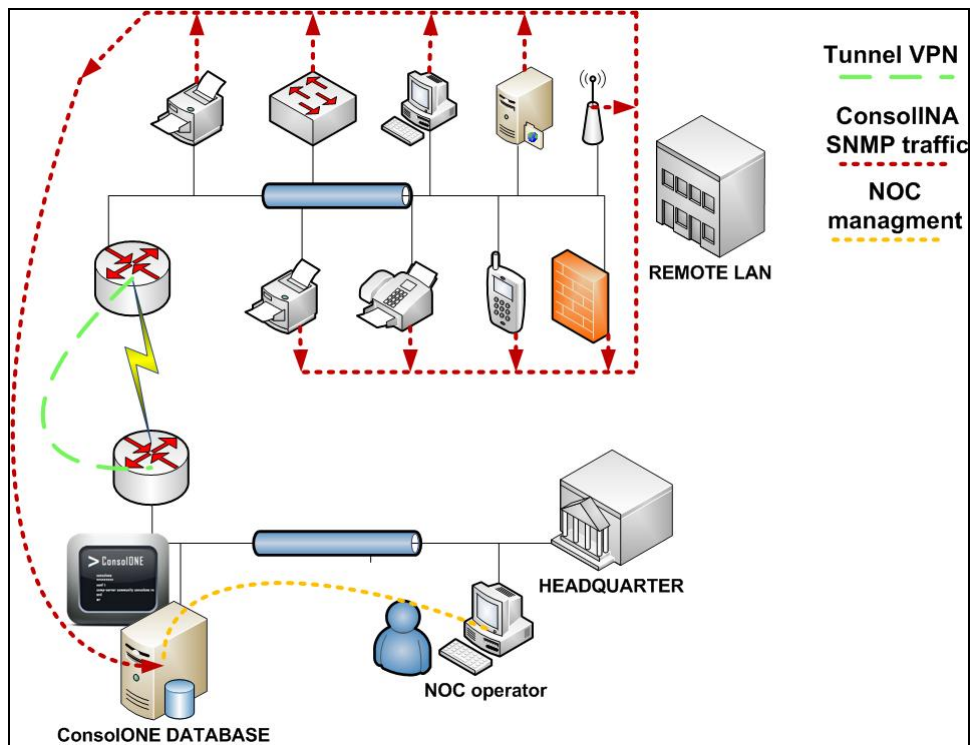 Tunnel VPN
ConsolINA
SNMP traffic
NOC
managment
REMOTE LAN
>ConsolONE
HEADQUARTER
NOC operator
ConsolONE DATABASE